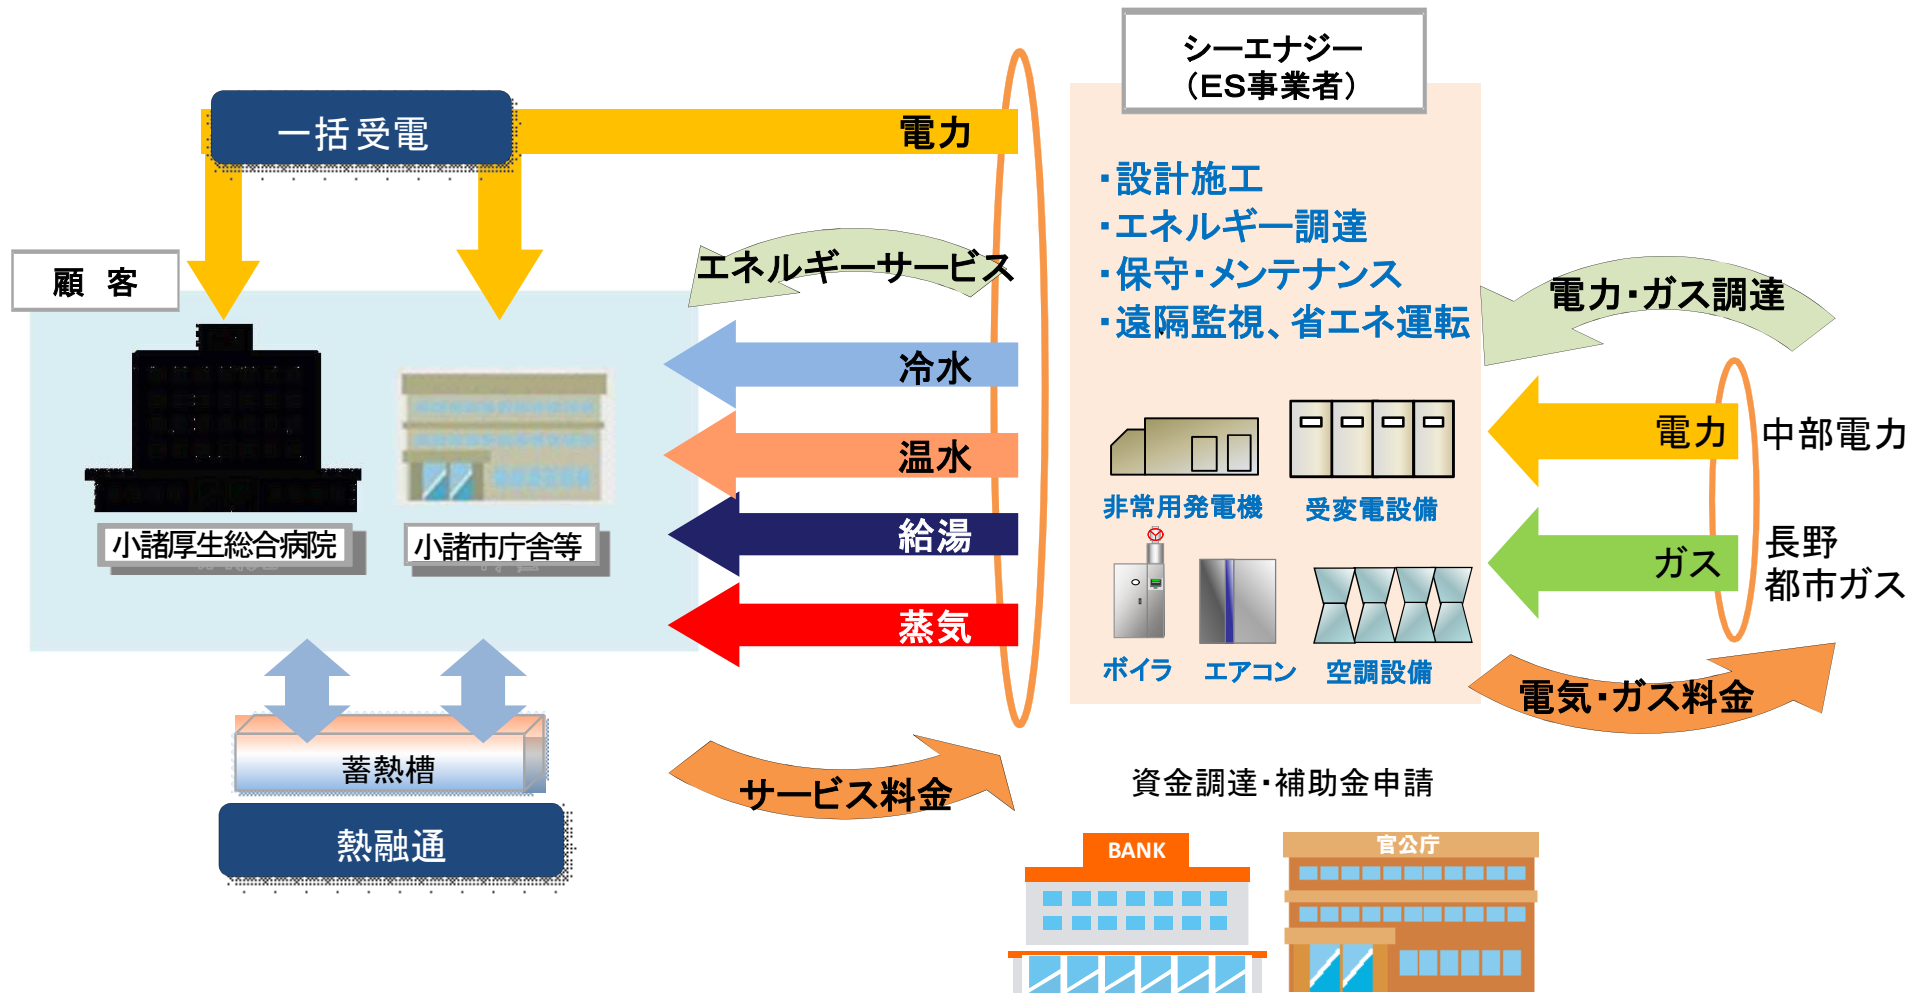 シーエナジー
（ES事業者）
一括受電
電力
・設計施工
・エネルギー調達
・保守・メンテナンス
・遠隔監視、省エネ運転
顧 客
エネルギーサービス
電力・ガス調達
冷水
温水
給湯
蒸気
電力
中部電力
ガス
長野
都市ガス
非常用発電機
受変電設備
ボイラ
エアコン
空調設備
小諸厚生総合病院
小諸市庁舎等
電気・ガス料金
蓄熱槽
熱融通
サービス料金
資金調達・補助金申請
BANK
官公庁